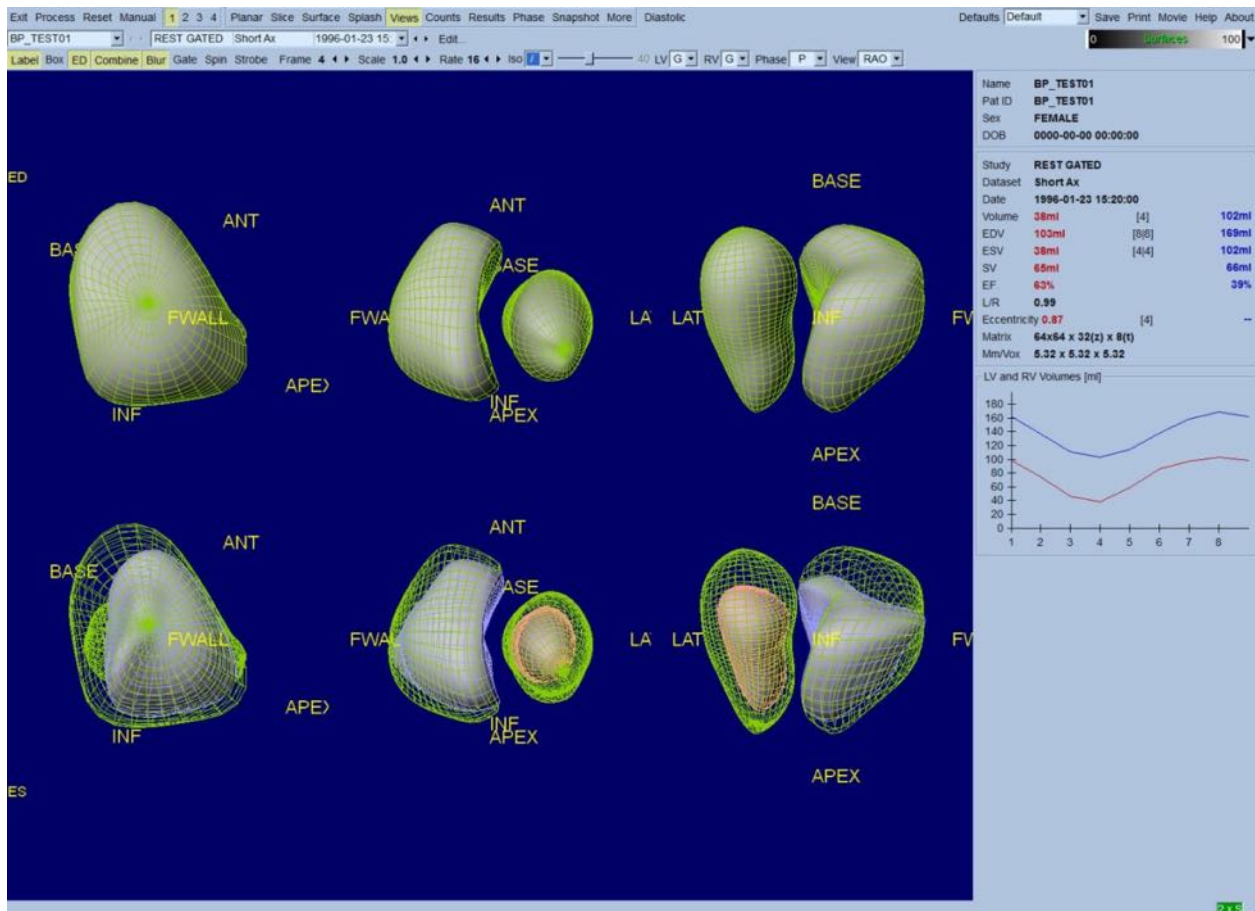 Exit Process Reset Manual 1 2 3 4 Planar Slice Surface Splash Views Counts Results Phase Snapshot More Diastolic Defaults Default Save Print Movie Help About
BP_TEST01 REST GATED Short Ax 1996-01-23 15: Edit...
0 Surfaces 100
Label Box ED Combine Blur Gate Spin Strobe Frame 4 Scale 1.0 Rate 16 Iso 40 LV G RV G Phase P View RAO
Name BP_TEST01
Pat ID BP_TEST01
Sex FEMALE
DOB 0000-00-00 00:00:00
Study REST GATED
Dataset Short Ax
Date 1996-01-23 15:20:00
Volume 38ml [4] 102ml
EDV 103ml [8|8] 169ml
ESV 38ml [4|4] 102ml
SV 65ml 66ml
EF 63% 39%
L/R 0.99
Eccentricity 0.87 [4] --
Matrix 64x64 x 32(z) x 8(t)
Mm/Vox 5.32 x 5.32 x 5.32
LV and RV Volumes [ml]
180
160
140
120
100
80
60
40
20
0
1 2 3 4 5 6 7 8
ED
BASE
ANT
ANT
BAS
BASE
FWALL
FWA
LA
LAT
INF
FW
APEX
INF
INF
APEX
APEX
BASE
ANT
ANT
BASE
ASE
FWALL
FWAL
LA
LAT
INF
FW
APEX
INF
INF
APEX
APEX
ES
2 x S